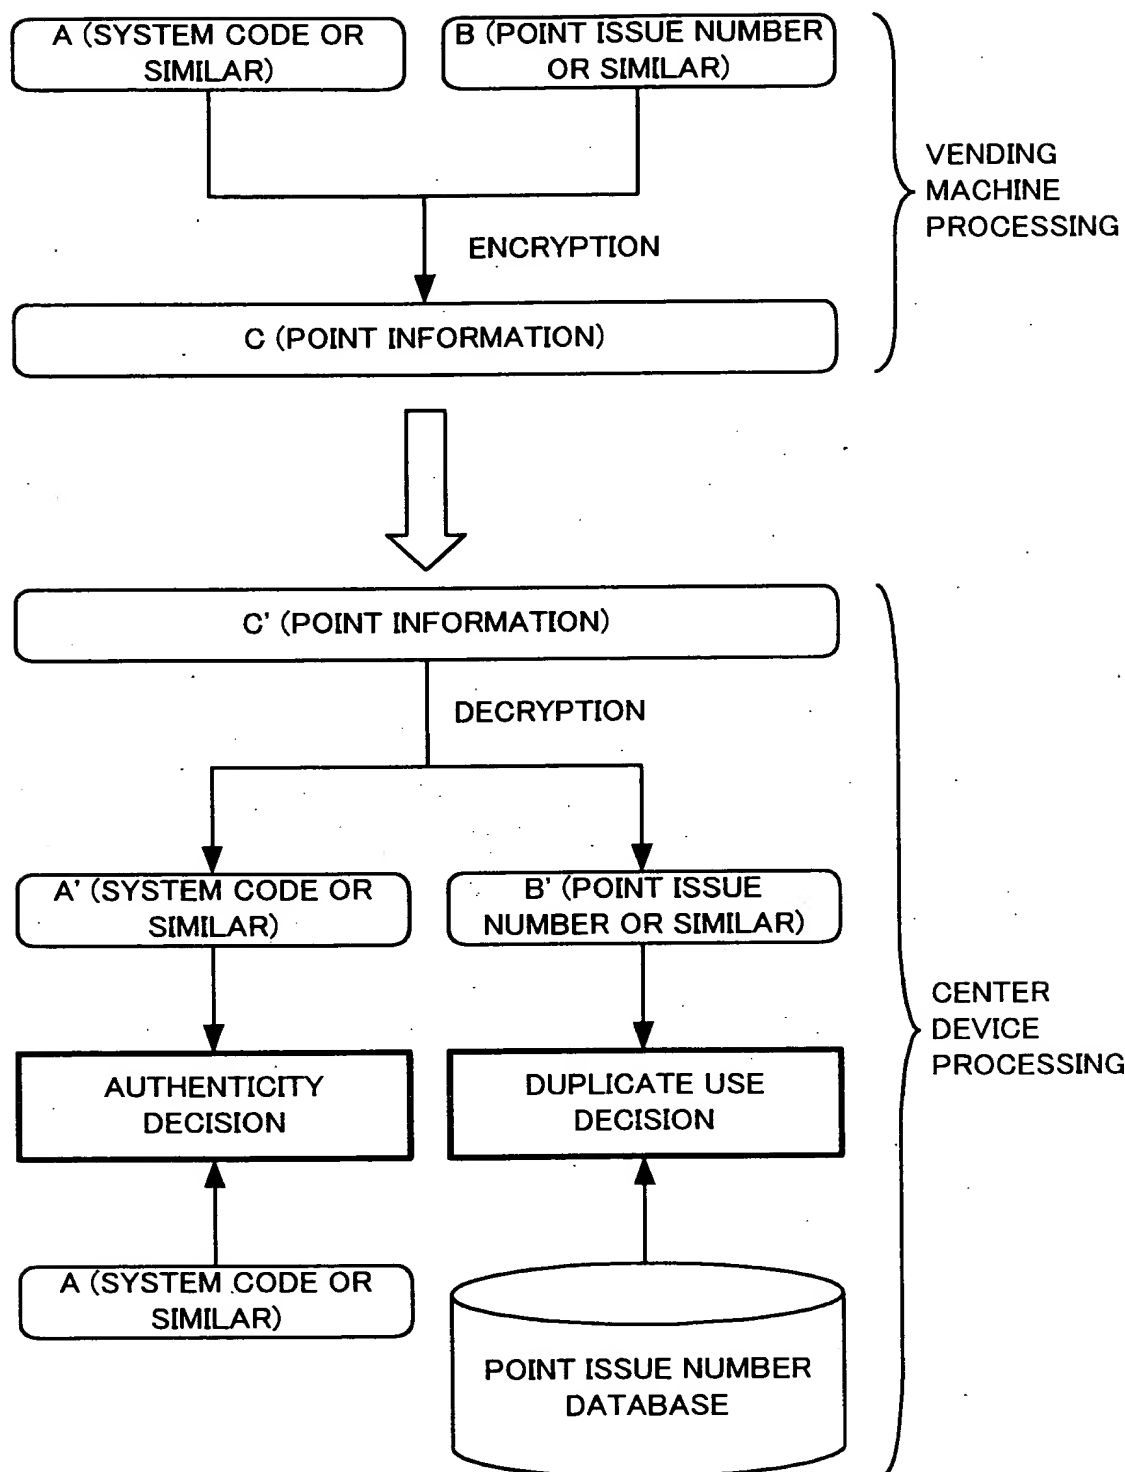 A (SYSTEM CODE OR
SIMILAR)
B (POINT ISSUE NUMBER
OR SIMILAR)
VENDING
MACHINE
PROCESSING
ENCRYPTION
C (POINT INFORMATION)
C' (POINT INFORMATION)
DECRYPTION
A' (SYSTEM CODE OR
SIMILAR)
B' (POINT ISSUE
NUMBER OR SIMILAR)
CENTER
DEVICE
PROCESSING
AUTHENTICITY
DECISION
DUPLICATE USE
DECISION
A (SYSTEM CODE OR
SIMILAR)
POINT ISSUE NUMBER
DATABASE